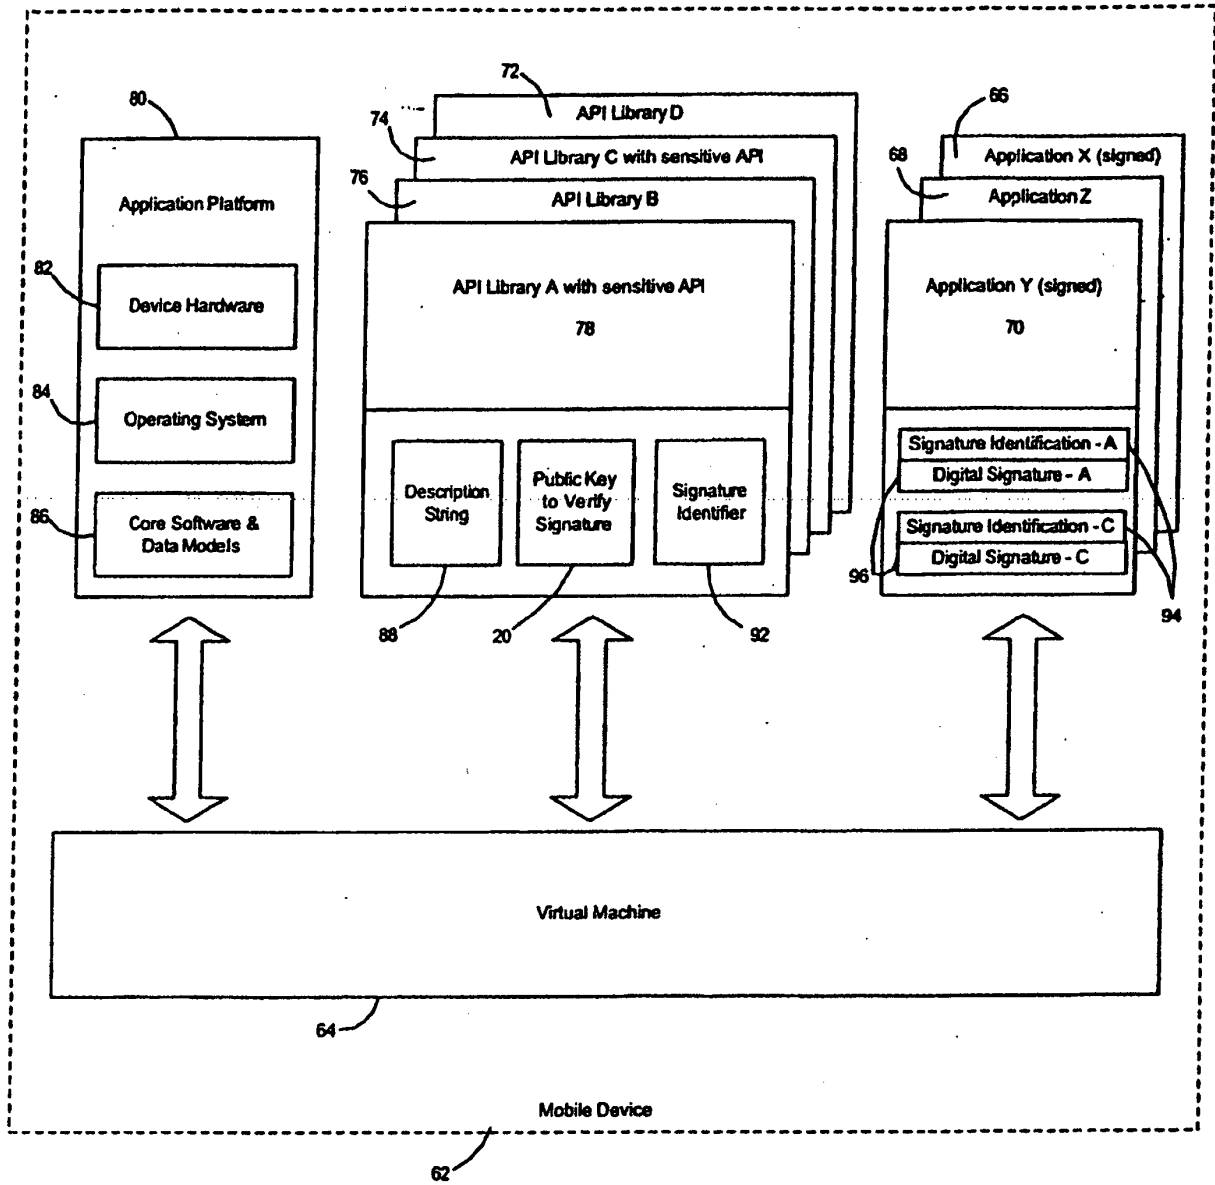 80
Application Platform
82
Device Hardware
84
Operating System
86
Core Software &
Data Models
72
API Library D
74
API Library C with sensitive API
76
API Library B
API Library A with sensitive API
78
Description
String
Public Key
to Verify
Signature
Signature
Identifier
88
20
92
66
Application X (signed)
68
Application Z
Application Y (signed)
70
Signature Identification - A
Digital Signature - A
Signature Identification - C
Digital Signature - C
96
94
Virtual Machine
64
Mobile Device
62